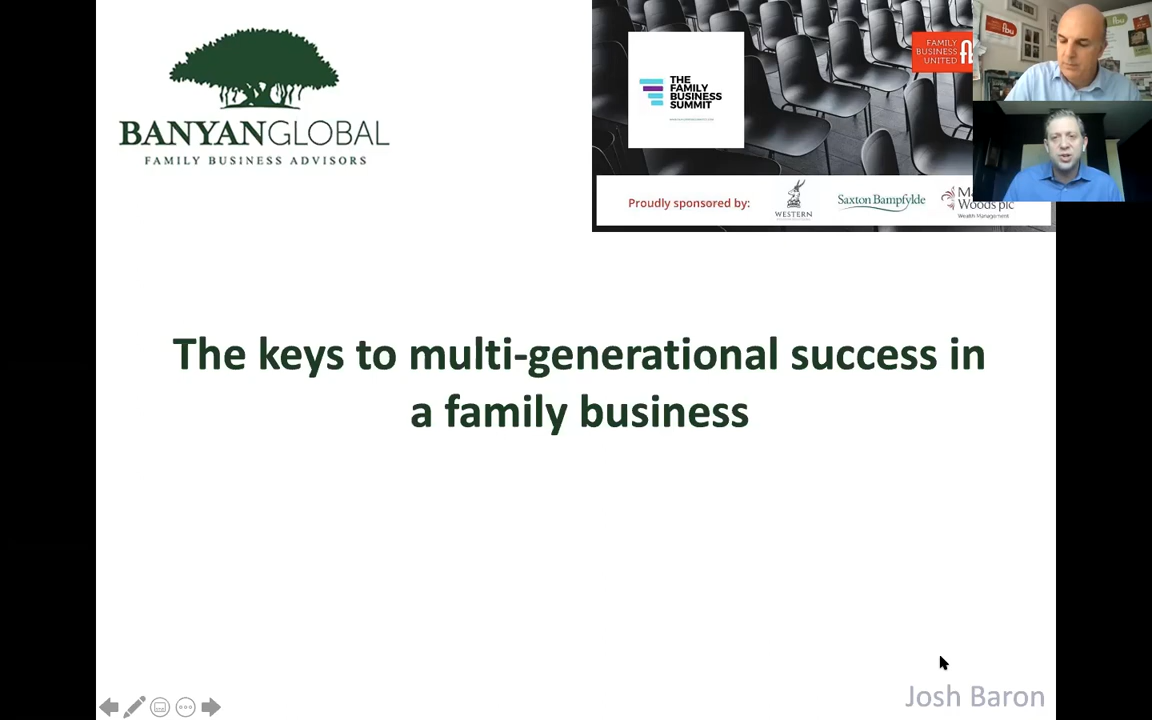 BANYANGLOBAL
FAMILY BUSINESS ADVISORS
THE
FAMILY
BUSINESS
SUMMIT
FAMILY
BUSINESS
UNITED
fbu
Proudly sponsored by:
WESTERN
Saxton Bampfylde
Woods plc
Wealth Management
The keys to multi-generational success in
a family business
Josh Baron